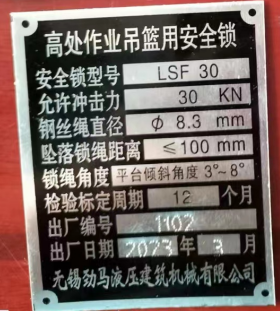 高处作业吊篮用安全锁
安全锁型号 LSF 30
允许冲击力 30 KN
钢丝绳直径 Φ 8.3 mm
坠落锁绳距离 ≤100 mm
锁绳角度 平台倾斜角度 3°~8°
检验标定周期 12 个月
出厂编号 1102
出厂日期 2023 年 3 月
无锡劲马液压建筑机械有限公司